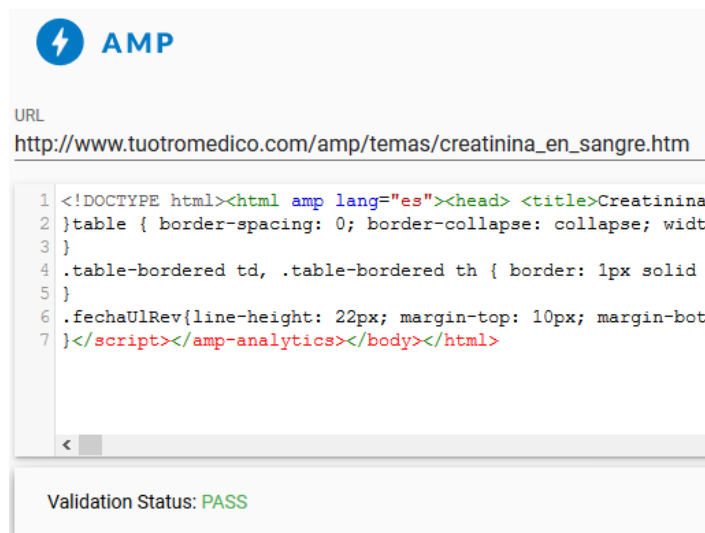 AMP
URL
http://www.tuotromedico.com/amp/temas/creatinina_en_sangre.htm
1 <!DOCTYPE html><html amp lang="es"><head> <title>Creatinina
2 }table { border-spacing: 0; border-collapse: collapse; widt
3 }
4 .table-bordered td, .table-bordered th { border: 1px solid
5 }
6 .fechaUlRev{line-height: 22px; margin-top: 10px; margin-bot
7 }</script></amp-analytics></body></html>
Validation Status: PASS